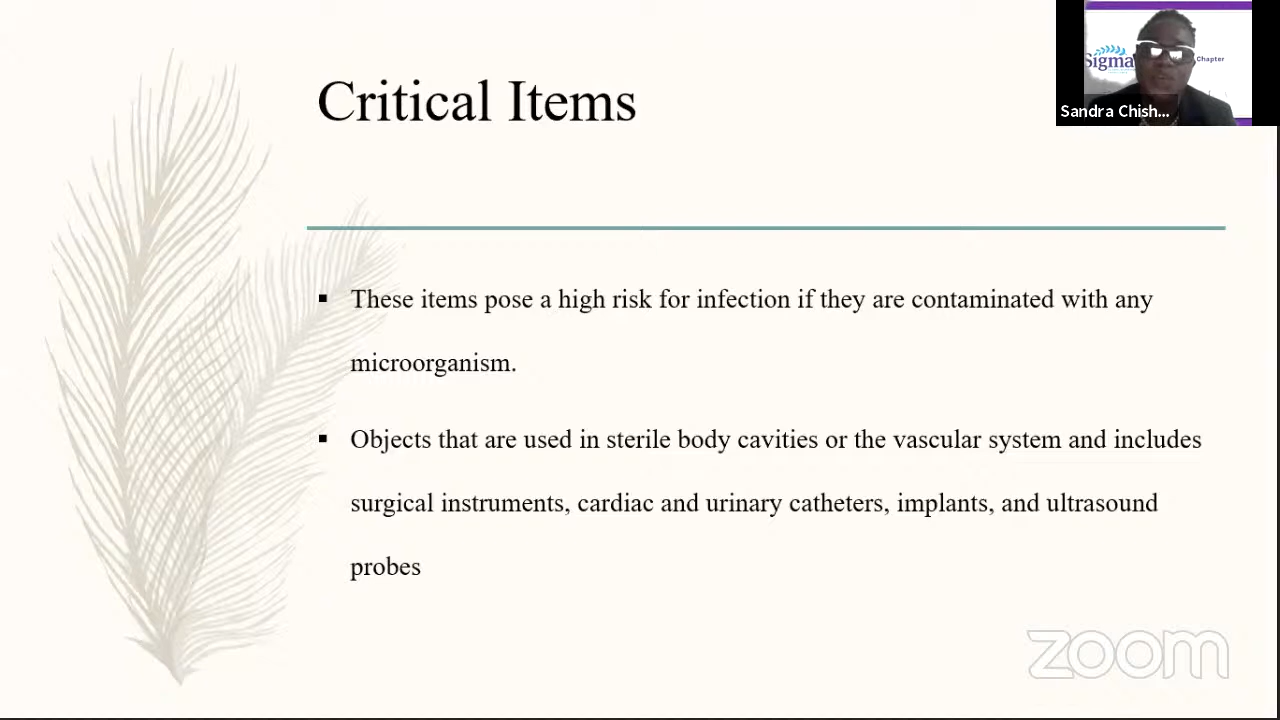 Critical Items
Sigma
Chapter
Sandra Chish...
▪ These items pose a high risk for infection if they are contaminated with any
microorganism.
▪ Objects that are used in sterile body cavities or the vascular system and includes
surgical instruments, cardiac and urinary catheters, implants, and ultrasound
probes
zoom